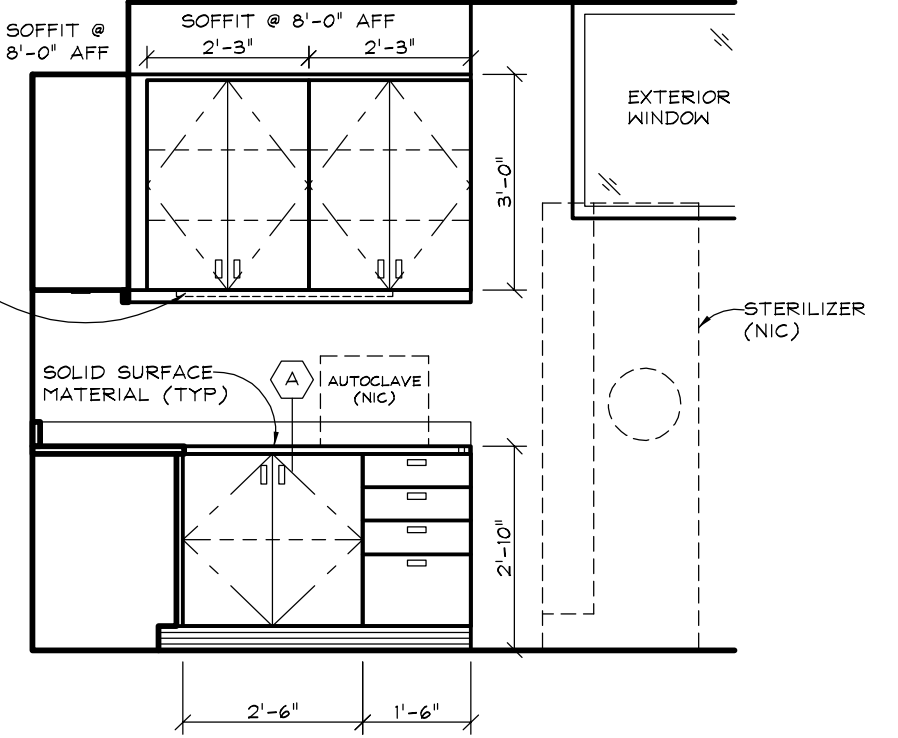 SOFFIT @
8'-0" AFF
SOFFIT @ 8'-0" AFF
2'-3"
2'-3"
EXTERIOR
WINDOW
3'-0"
STERILIZER
(NIC)
SOLID SURFACE
MATERIAL (TYP)
A
AUTOCLAVE
(NIC)
2'-10"
2'-6"
1'-6"